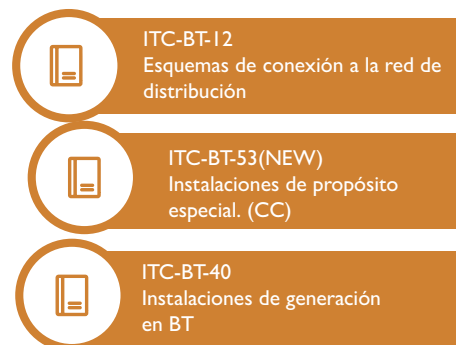 ITC-BT-12
Esquemas de conexión a la red de
distribución
ITC-BT-53(NEW)
Instalaciones de propósito
especial. (CC)
ITC-BT-40
Instalaciones de generación
en BT